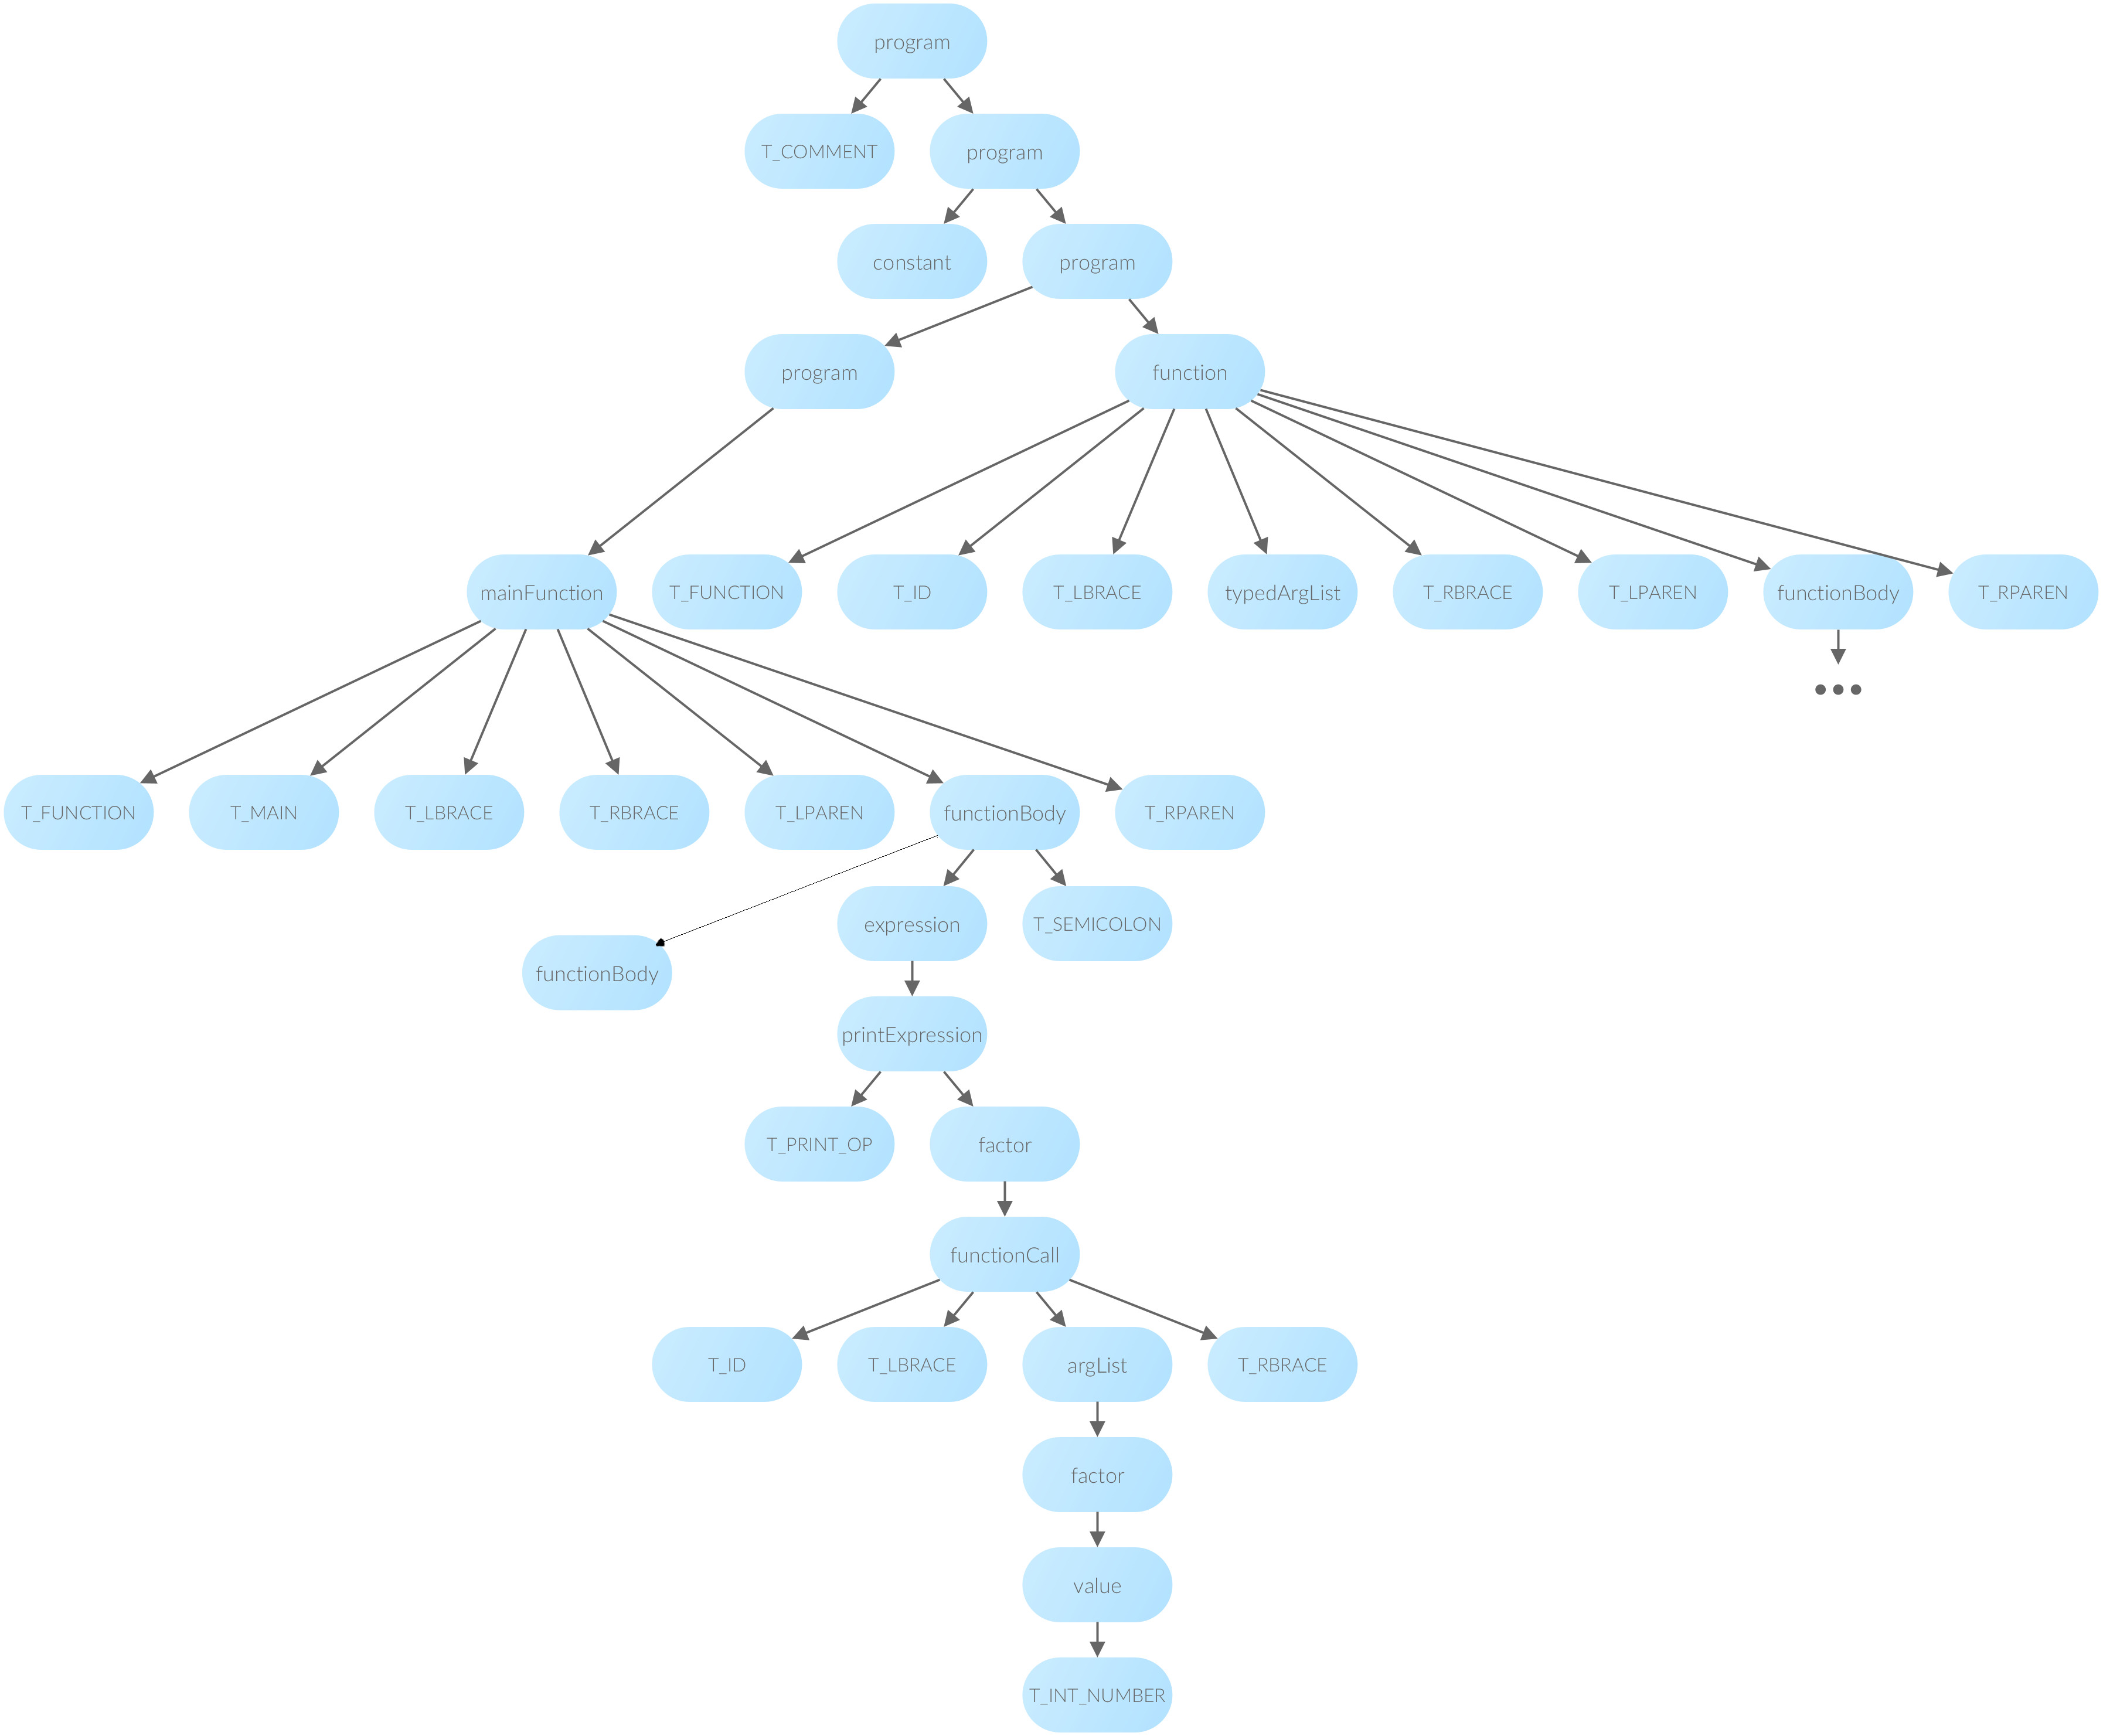 program
T_COMMENT
program
constant
program
program
function
mainFunction
T_FUNCTION
T_ID
T_LBRACE
typedArgList
T_RBRACE
T_LPAREN
functionBody
T_RPAREN
T_FUNCTION
T_MAIN
T_LBRACE
T_RBRACE
T_LPAREN
functionBody
T_RPAREN
expression
T_SEMICOLON
functionBody
printExpression
T_PRINT_OP
factor
functionCall
T_ID
T_LBRACE
argList
T_RBRACE
factor
value
T_INT_NUMBER